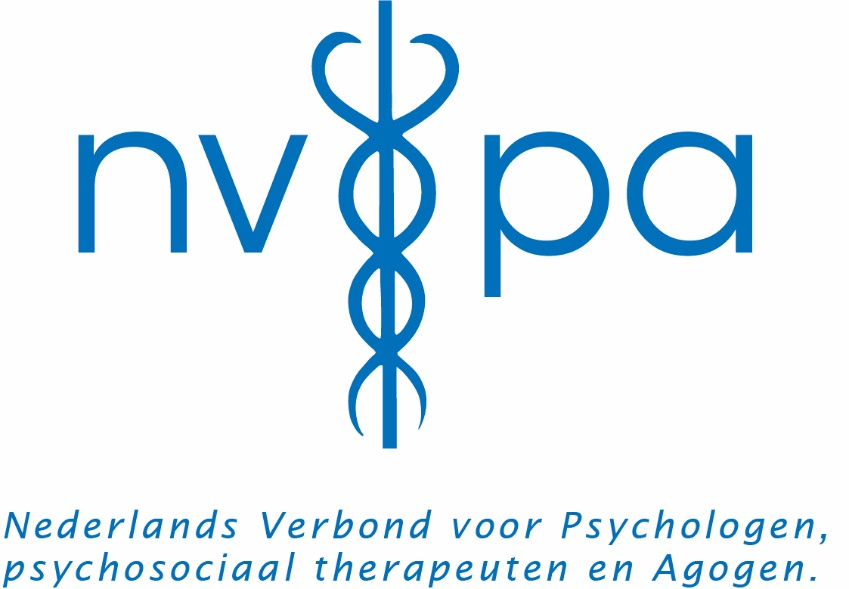 nvpa
Nederlands Verbond voor Psychologen,
psychosociaal therapeuten en Agogen.